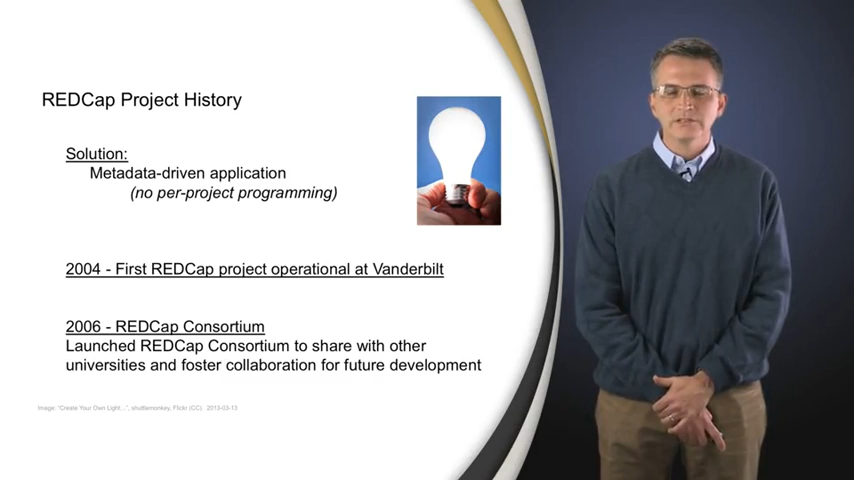 REDCap Project History
Solution:
Metadata-driven application
(no per-project programming)
2004 - First REDCap project operational at Vanderbilt
2006 - REDCap Consortium
Launched REDCap Consortium to share with other
universities and foster collaboration for future development
Image: "Create Your Own Light...", shuttlemonkey, Flickr (CC). 2013-03-13